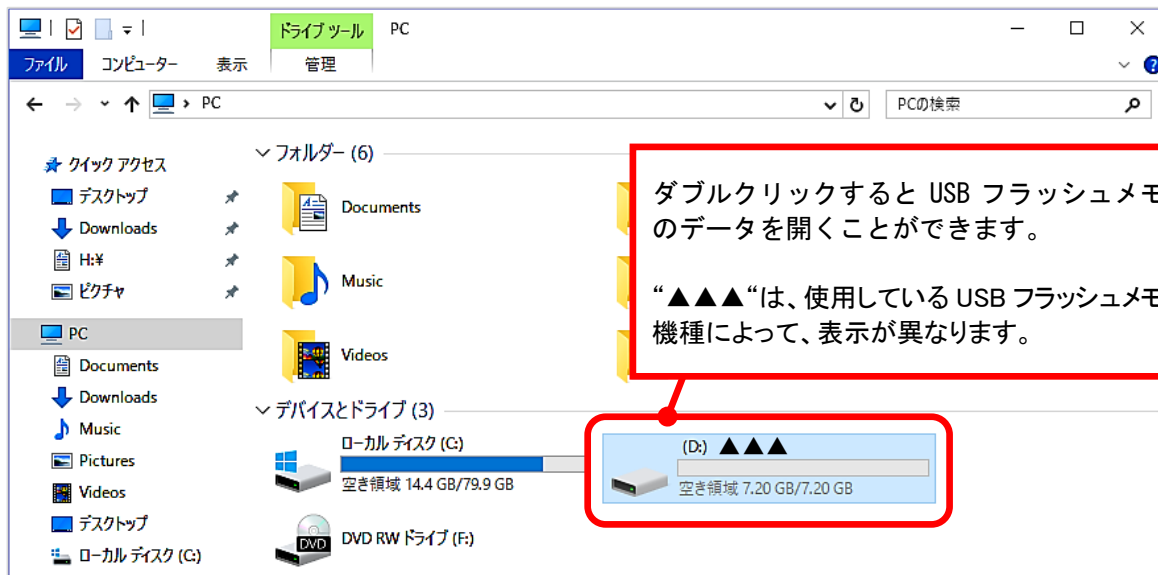 ドライブ ツール PC
ファイル コンピューター 表示 管理
PC
PCの検索
クイック アクセス
デスクトップ
Downloads
H:¥
ピクチャ
PC
Documents
Downloads
Music
Pictures
Videos
デスクトップ
ローカル ディスク (C:)
フォルダー (6)
Documents
Music
Videos
ダブルクリックすると USB フラッシュメモ
のデータを開くことができます。
“▲▲▲“は、使用している USB フラッシュメモ
機種によって、表示が異なります。
デバイスとドライブ (3)
ローカル ディスク (C:)
空き領域 14.4 GB/79.9 GB
(D:) ▲▲▲
空き領域 7.20 GB/7.20 GB
DVD
DVD RW ドライブ (F:)